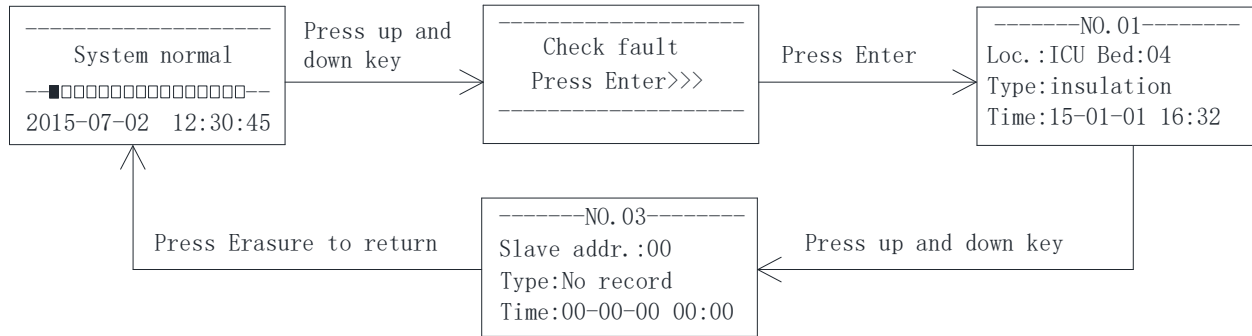 ---------------------
System normal
--■□□□□□□□□□□□□□□□--
2015-07-02 12:30:45
Press up and
down key
---------------------
Check fault
Press Enter>>>
---------------------
Press Enter
-------NO.01--------
Loc.:ICU Bed:04
Type:insulation
Time:15-01-01 16:32
Press up and down key
-------NO.03--------
Slave addr.:00
Type:No record
Time:00-00-00 00:00
Press Erasure to return